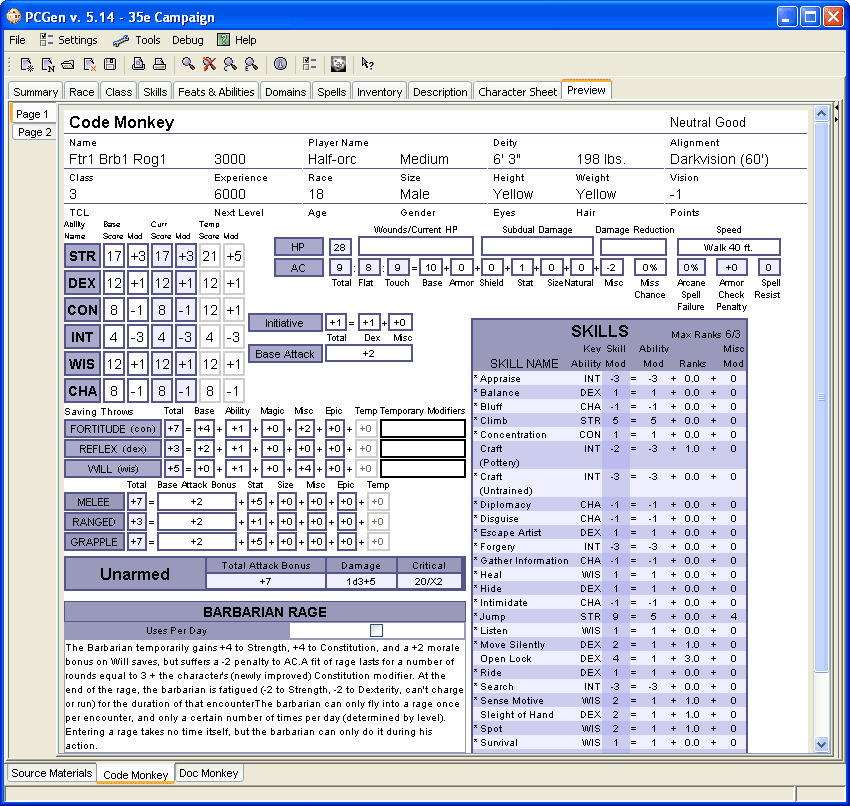 PCGen v. 5.14 - 35e Campaign
File Settings Tools Debug Help
Summary Race Class Skills Feats & Abilities Domains Spells Inventory Description Character Sheet Preview
Page 1
Page 2
Code Monkey Neutral Good
Name Player Name Deity Alignment
Ftr1 Brb1 Rog1 3000 Half-orc Medium 6' 3" 198 lbs. Darkvision (60')
Class Experience Race Size Height Weight Vision
3 6000 18 Male Yellow Yellow -1
TCL Next Level Age Gender Eyes Hair Points
Ability Name Base Score Mod Curr Score Mod Temp Score Mod
STR 17 +3 17 +3 21 +5
DEX 12 +1 12 +1 12 +1
CON 8 -1 8 -1 12 +1
INT 4 -3 4 -3 4 -3
WIS 12 +1 12 +1 12 +1
CHA 8 -1 8 -1 8 -1
Wounds/Current HP Subdual Damage Damage Reduction Speed
HP 28 Walk 40 ft.
AC 9 : 8 : 9 = 10 + 0 + 0 + 1 + 0 + 0 + -2 0% 0% +0 0
Total Flat Touch Base Armor Shield Stat Size Natural Misc Miss Chance Arcane Spell Failure Armor Check Penalty Spell Resist
Initiative +1 = +1 + +0
Total Dex Misc
Base Attack +2
Saving Throws Total Base Ability Magic Misc Epic Temp Temporary Modifiers
FORTITUDE (con) +7 = +4 + +1 + +0 + +2 + +0 + +0
REFLEX (dex) +3 = +2 + +1 + +0 + +0 + +0 + +0
WILL (wis) +5 = +0 + +1 + +0 + +4 + +0 + +0
Total Base Attack Bonus Stat Size Misc Epic Temp
MELEE +7 = +2 + +5 + +0 + +0 + +0 + +0
RANGED +3 = +2 + +1 + +0 + +0 + +0 + +0
GRAPPLE +7 = +2 + +5 + +0 + +0 + +0 + +0
Unarmed Total Attack Bonus Damage Critical
+7 1d3+5 20/X2
BARBARIAN RAGE
Uses Per Day
The Barbarian temporarily gains +4 to Strength, +4 to Constitution, and a +2 morale
bonus on Will saves, but suffers a -2 penalty to AC.A fit of rage lasts for a number of
rounds equal to 3 + the character's (newly improved) Constitution modifier. At the
end of the rage, the barbarian is fatigued (-2 to Strength, -2 to Dexterity, can't charge
or run) for the duration of that encounterThe barbarian can only fly into a rage once
per encounter, and only a certain number of times per day (determined by level).
Entering a rage takes no time itself, but the barbarian can only do it during his
action.
SKILLS Max Ranks 6/3
SKILL NAME Key Ability Skill Mod Ability Mod Ranks Misc Mod
* Appraise INT -3 = -3 + 0.0 + 0
* Balance DEX 1 = 1 + 0.0 + 0
* Bluff CHA -1 = -1 + 0.0 + 0
* Climb STR 5 = 5 + 0.0 + 0
* Concentration CON 1 = 1 + 0.0 + 0
Craft INT -2 = -3 + 1.0 + 0
(Pottery)
* Craft INT -3 = -3 + 0.0 + 0
(Untrained)
* Diplomacy CHA -1 = -1 + 0.0 + 0
* Disguise CHA -1 = -1 + 0.0 + 0
* Escape Artist DEX 1 = 1 + 0.0 + 0
* Forgery INT -3 = -3 + 0.0 + 0
* Gather Information CHA -1 = -1 + 0.0 + 0
* Heal WIS 1 = 1 + 0.0 + 0
* Hide DEX 1 = 1 + 0.0 + 0
* Intimidate CHA -1 = -1 + 0.0 + 0
* Jump STR 9 = 5 + 0.0 + 4
* Listen WIS 1 = 1 + 0.0 + 0
* Move Silently DEX 2 = 1 + 1.0 + 0
Open Lock DEX 4 = 1 + 3.0 + 0
* Ride DEX 1 = 1 + 0.0 + 0
* Search INT -3 = -3 + 0.0 + 0
* Sense Motive WIS 2 = 1 + 1.0 + 0
Sleight of Hand DEX 2 = 1 + 1.0 + 0
* Spot WIS 2 = 1 + 1.0 + 0
* Survival WIS 1 = 1 + 0.0 + 0
Source Materials Code Monkey Doc Monkey